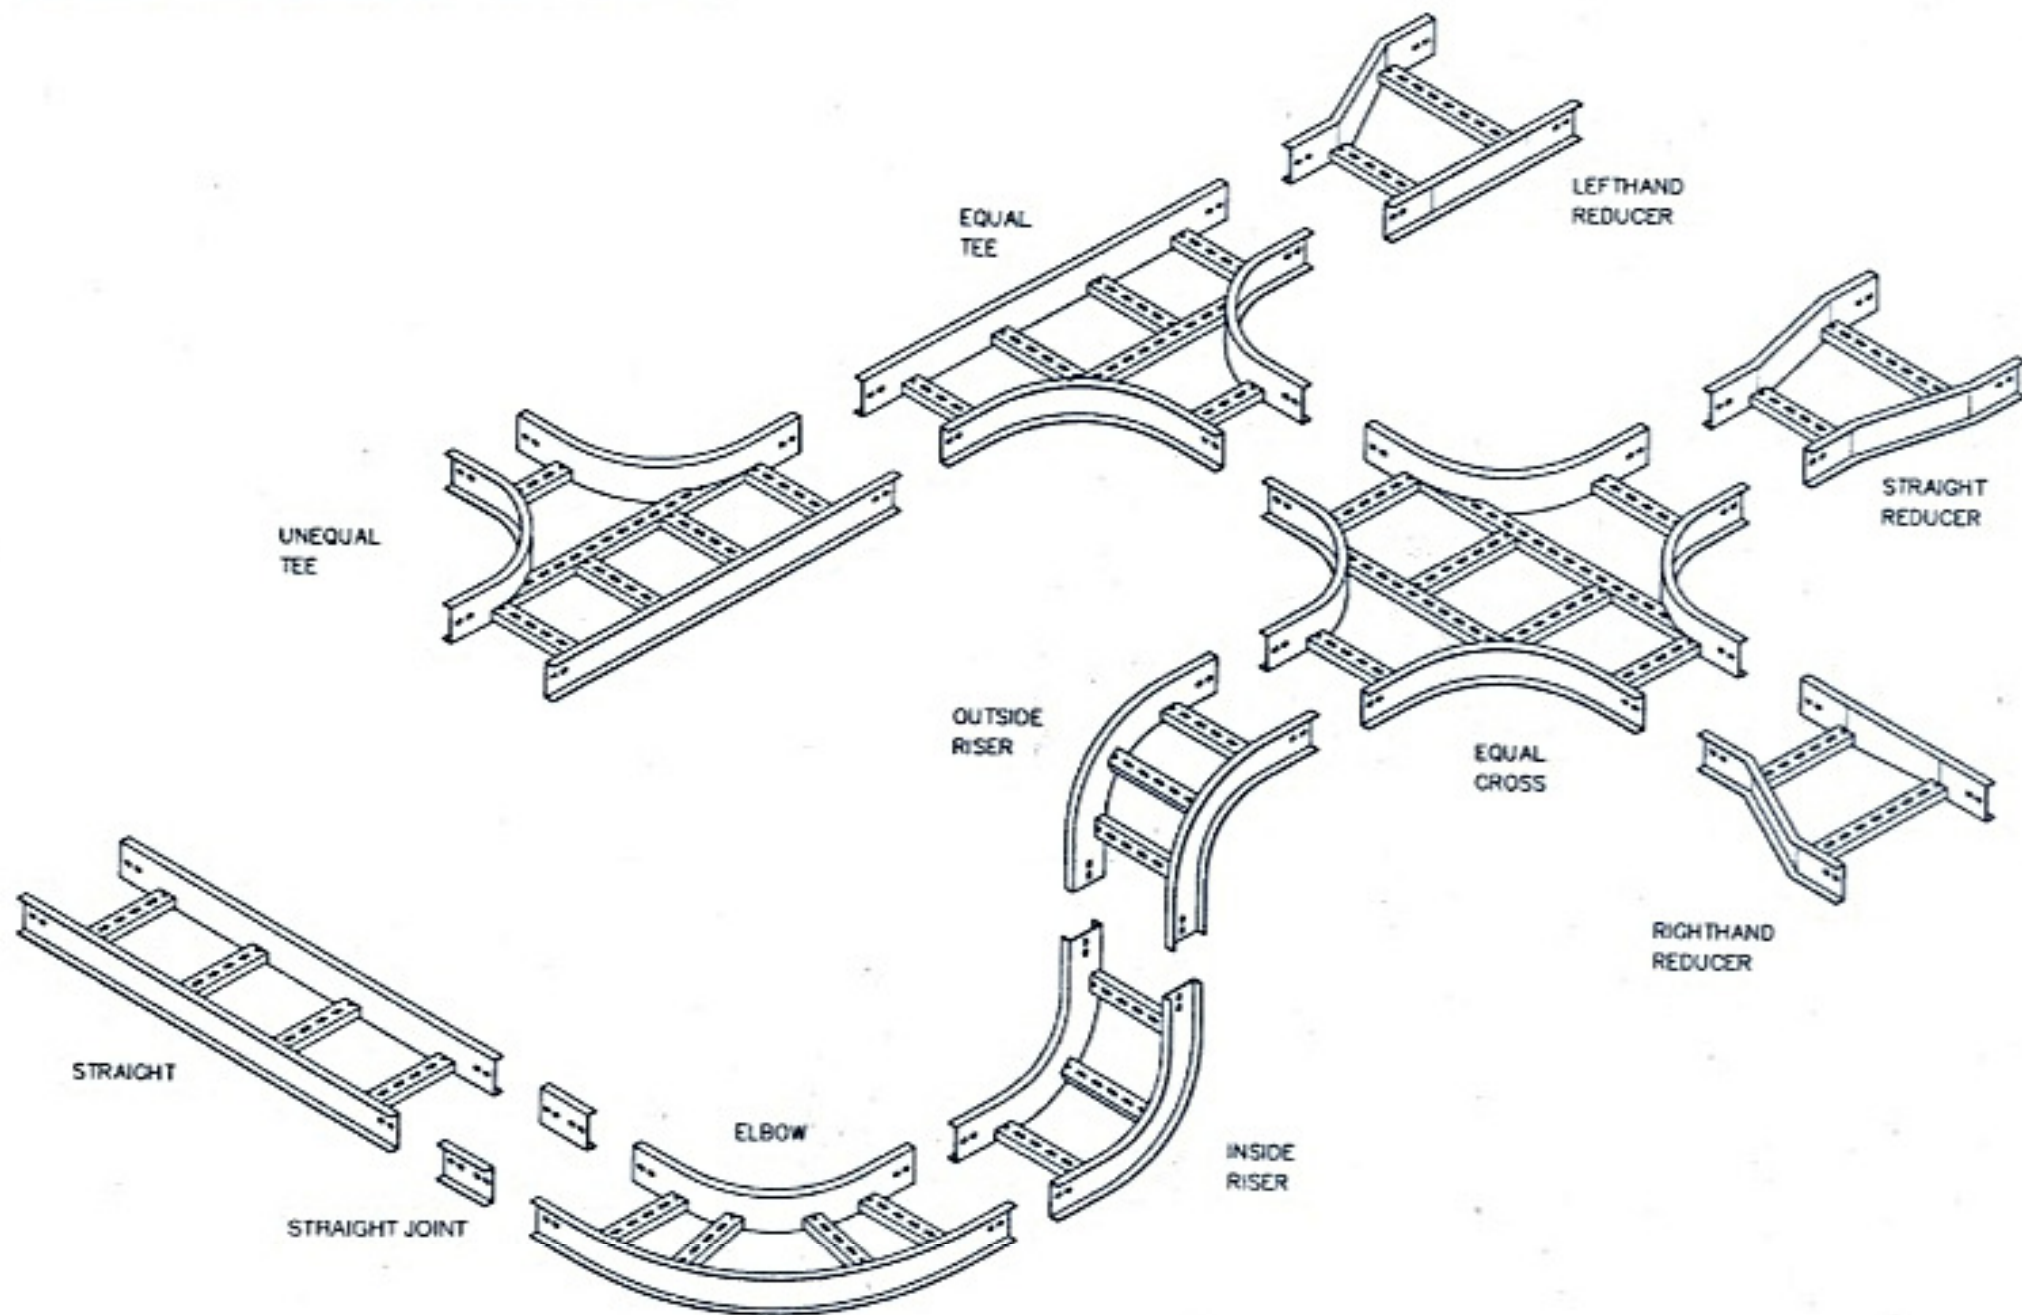 LEFTHAND
REDUCER
EQUAL
TEE
STRAIGHT
REDUCER
UNEQUAL
TEE
OUTSIDE
RISER
EQUAL
CROSS
RIGHTHAND
REDUCER
STRAIGHT
ELBOW
INSIDE
RISER
STRAIGHT JOINT